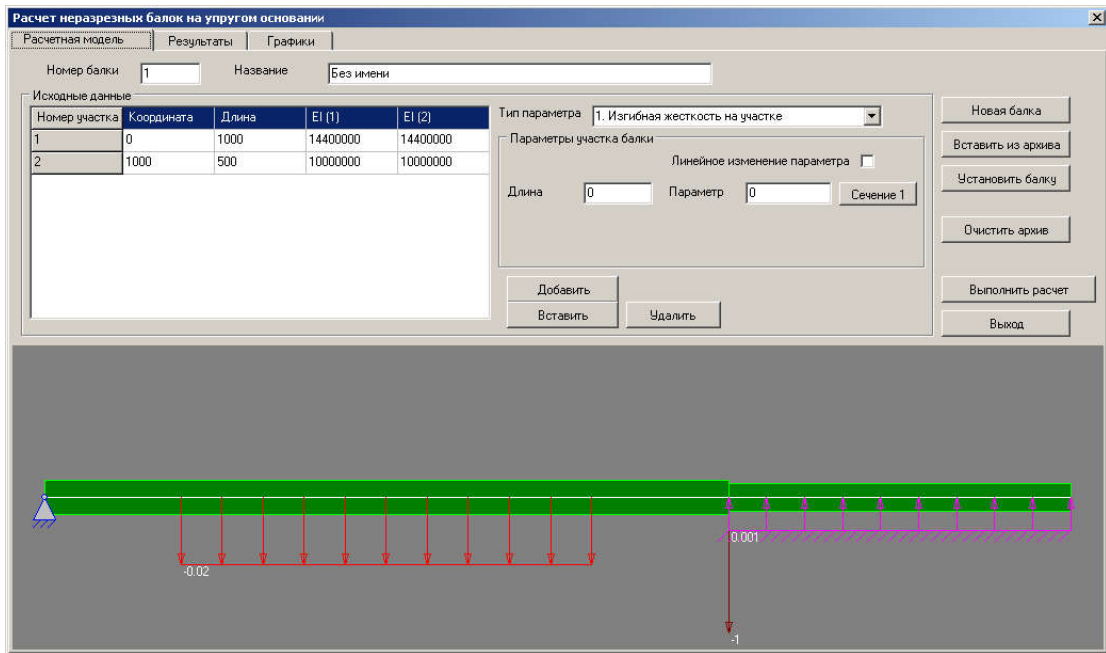 Расчет неразрезных балок на упругом основании
Расчетная модель Результаты Графики
Номер балки 1 Название Без имени
Исходные данные
Номер участка Координата Длина EI (1) EI (2)
1 0 1000 14400000 14400000
2 1000 500 10000000 10000000
Тип параметра 1. Изгибная жесткость на участке
Параметры участка балки
Линейное изменение параметра
Длина 0 Параметр 0 Сечение 1
Добавить
Вставить Удалить
Новая балка
Вставить из архива
Установить балку
Очистить архив
Выполнить расчет
Выход
0.001
-0.02
-1